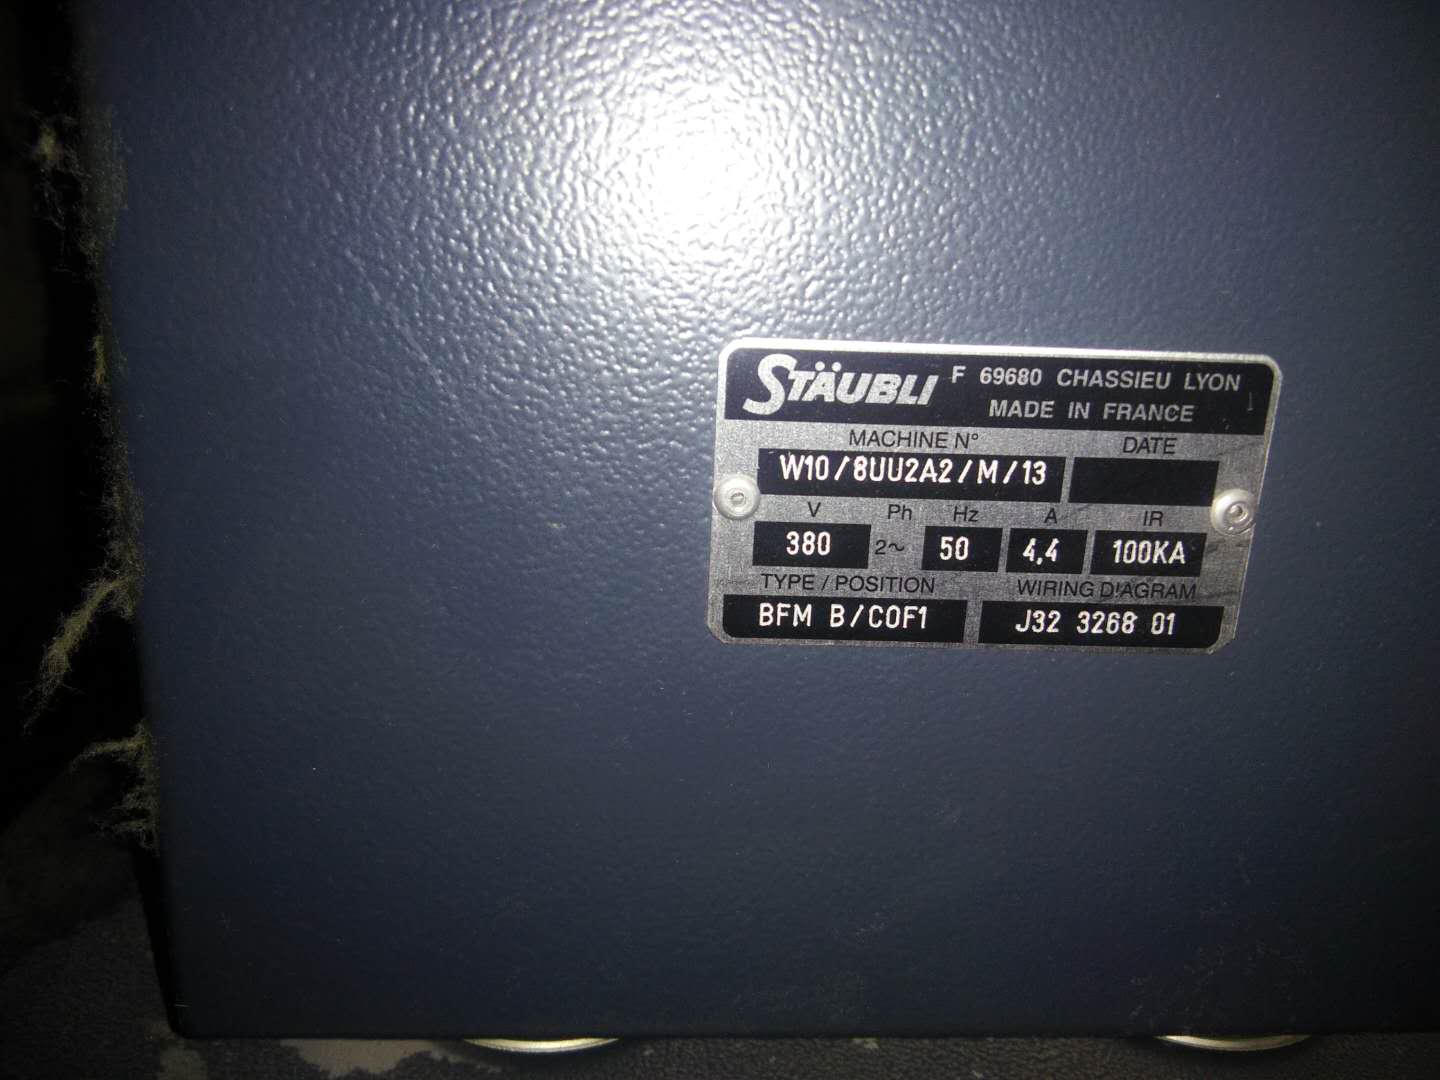 STÄUBLI F 69680 CHASSIEU LYON
MADE IN FRANCE
MACHINE N° DATE
W10/8UU2A2/M/13
V Ph Hz A IR
380 2~ 50 4,4 100KA
TYPE / POSITION WIRING DIAGRAM
BFM B/COF1 J32 3268 01